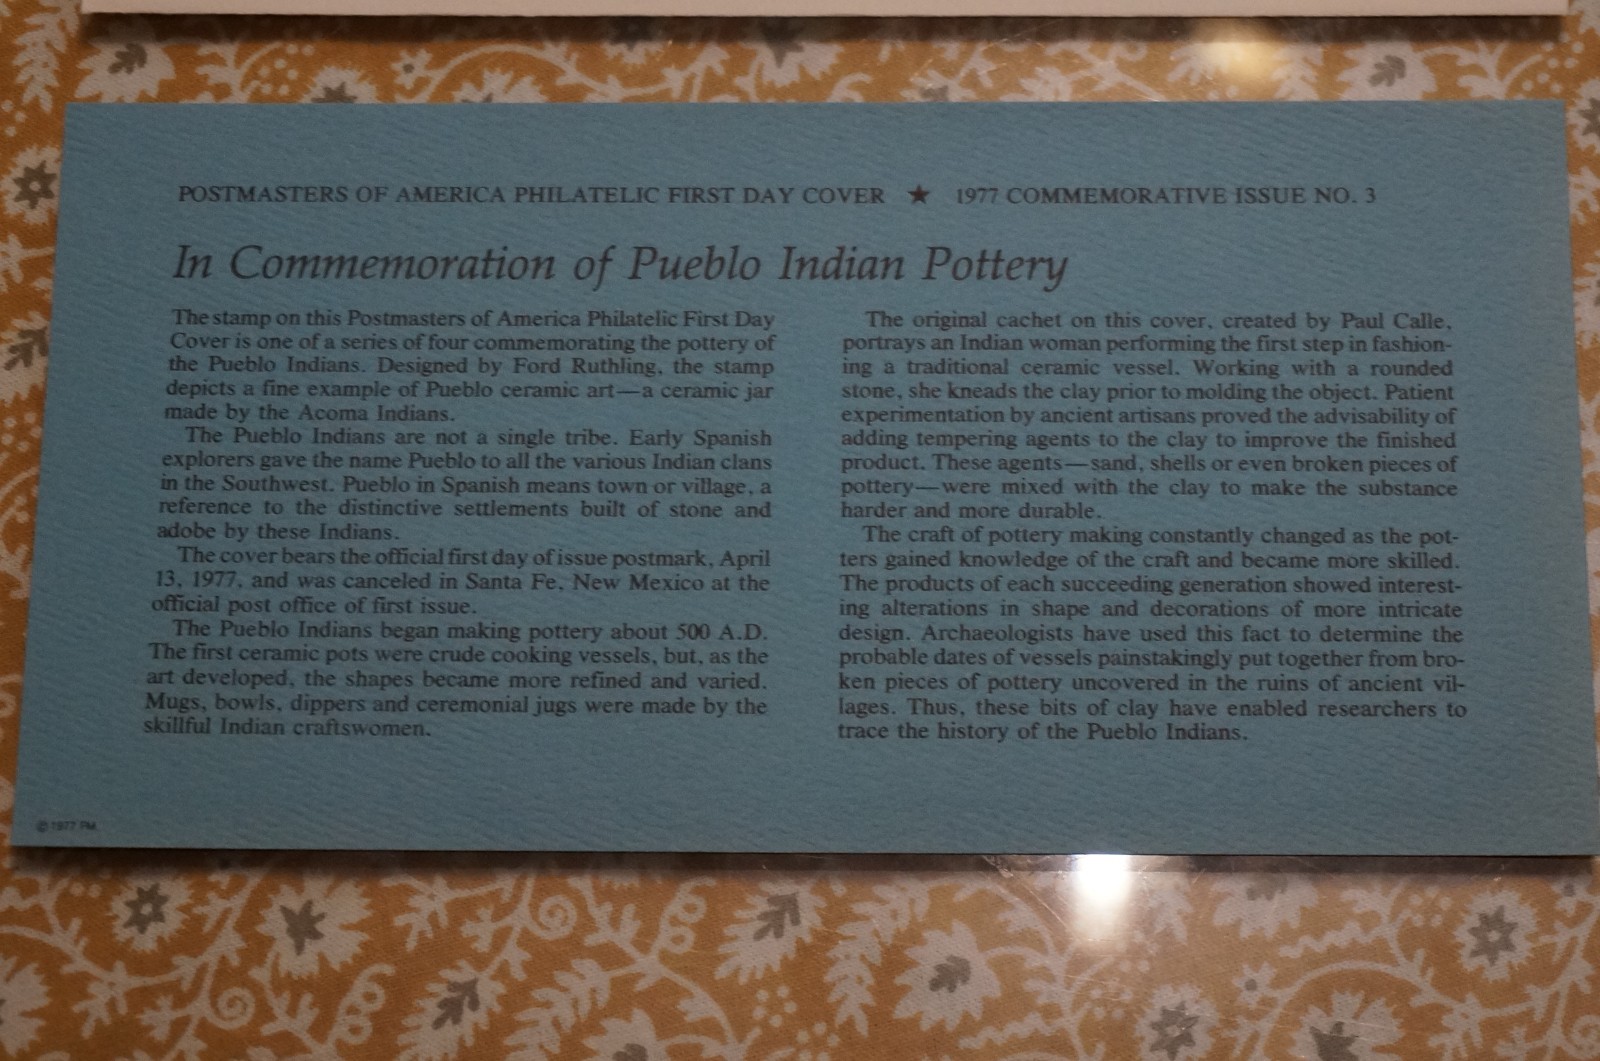 POSTMASTERS OF AMERICA PHILATELIC FIRST DAY COVER ★ 1977 COMMEMORATIVE ISSUE NO. 3
In Commemoration of Pueblo Indian Pottery
The stamp on this Postmasters of America Philatelic First Day
Cover is one of a series of four commemorating the pottery of
the Pueblo Indians. Designed by Ford Ruthling, the stamp
depicts a fine example of Pueblo ceramic art—a ceramic jar
made by the Acoma Indians.
The Pueblo Indians are not a single tribe. Early Spanish
explorers gave the name Pueblo to all the various Indian clans
in the Southwest. Pueblo in Spanish means town or village, a
reference to the distinctive settlements built of stone and
adobe by these Indians.
The cover bears the official first day of issue postmark, April
13, 1977, and was canceled in Santa Fe, New Mexico at the
official post office of first issue.
The Pueblo Indians began making pottery about 500 A.D.
The first ceramic pots were crude cooking vessels, but, as the
art developed, the shapes became more refined and varied.
Mugs, bowls, dippers and ceremonial jugs were made by the
skillful Indian craftswomen.
The original cachet on this cover, created by Paul Calle,
portrays an Indian woman performing the first step in fashion-
ing a traditional ceramic vessel. Working with a rounded
stone, she kneads the clay prior to molding the object. Patient
experimentation by ancient artisans proved the advisability of
adding tempering agents to the clay to improve the finished
product. These agents—sand, shells or even broken pieces of
pottery—were mixed with the clay to make the substance
harder and more durable.
The craft of pottery making constantly changed as the pot-
ters gained knowledge of the craft and became more skilled.
The products of each succeeding generation showed interest-
ing alterations in shape and decorations of more intricate
design. Archaeologists have used this fact to determine the
probable dates of vessels painstakingly put together from bro-
ken pieces of pottery uncovered in the ruins of ancient vil-
lages. Thus, these bits of clay have enabled researchers to
trace the history of the Pueblo Indians.
© 1977 PM